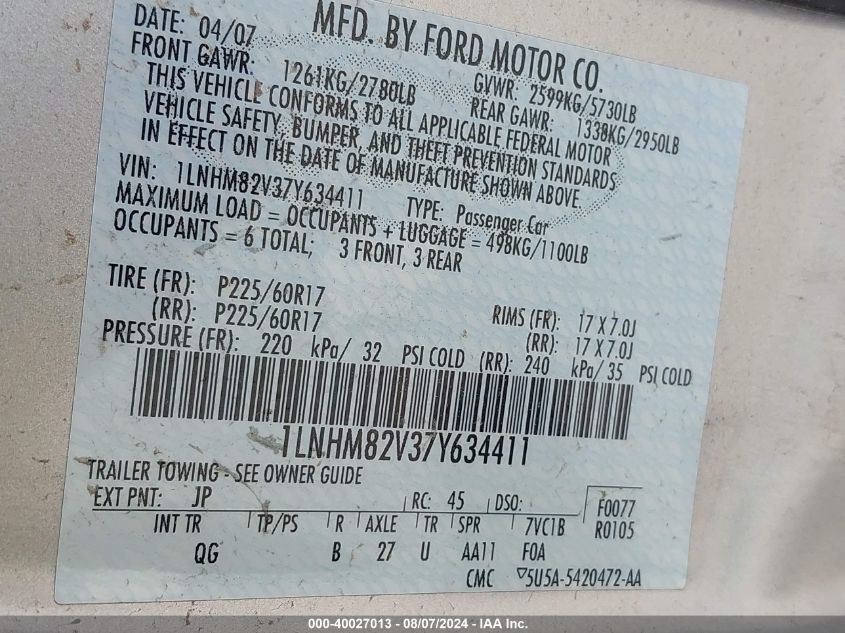 DATE: 04/07 MFD. BY FORD MOTOR CO.
FRONT GAWR: 1261KG/2780LB GVWR: 2599KG/5730LB
REAR GAWR: 1338KG/2950LB
THIS VEHICLE CONFORMS TO ALL APPLICABLE FEDERAL MOTOR
VEHICLE SAFETY, BUMPER, AND THEFT PREVENTION STANDARDS
IN EFFECT ON THE DATE OF MANUFACTURE SHOWN ABOVE.
VIN: 1LNHM82V37Y634411 TYPE: Passenger Car
MAXIMUM LOAD = OCCUPANTS + LUGGAGE = 498KG/1100LB
OCCUPANTS = 6 TOTAL; 3 FRONT, 3 REAR
TIRE (FR): P225/60R17 RIMS (FR): 17 X 7.0J
(RR): P225/60R17 (RR): 17 X 7.0J
PRESSURE (FR): 220 kPa/ 32 PSI COLD (RR): 240 kPa/ 35 PSI COLD
1LNHM82V37Y634411
TRAILER TOWING - SEE OWNER GUIDE
EXT PNT: JP RC: 45 DSO: F0077
INT TR TP/PS R AXLE TR SPR 7VC1B R0105
QG B 27 U AA11 FOA
CMC ▽5U5A-5420472-AA
000-40027013 - 08/07/2024 - IAA Inc.